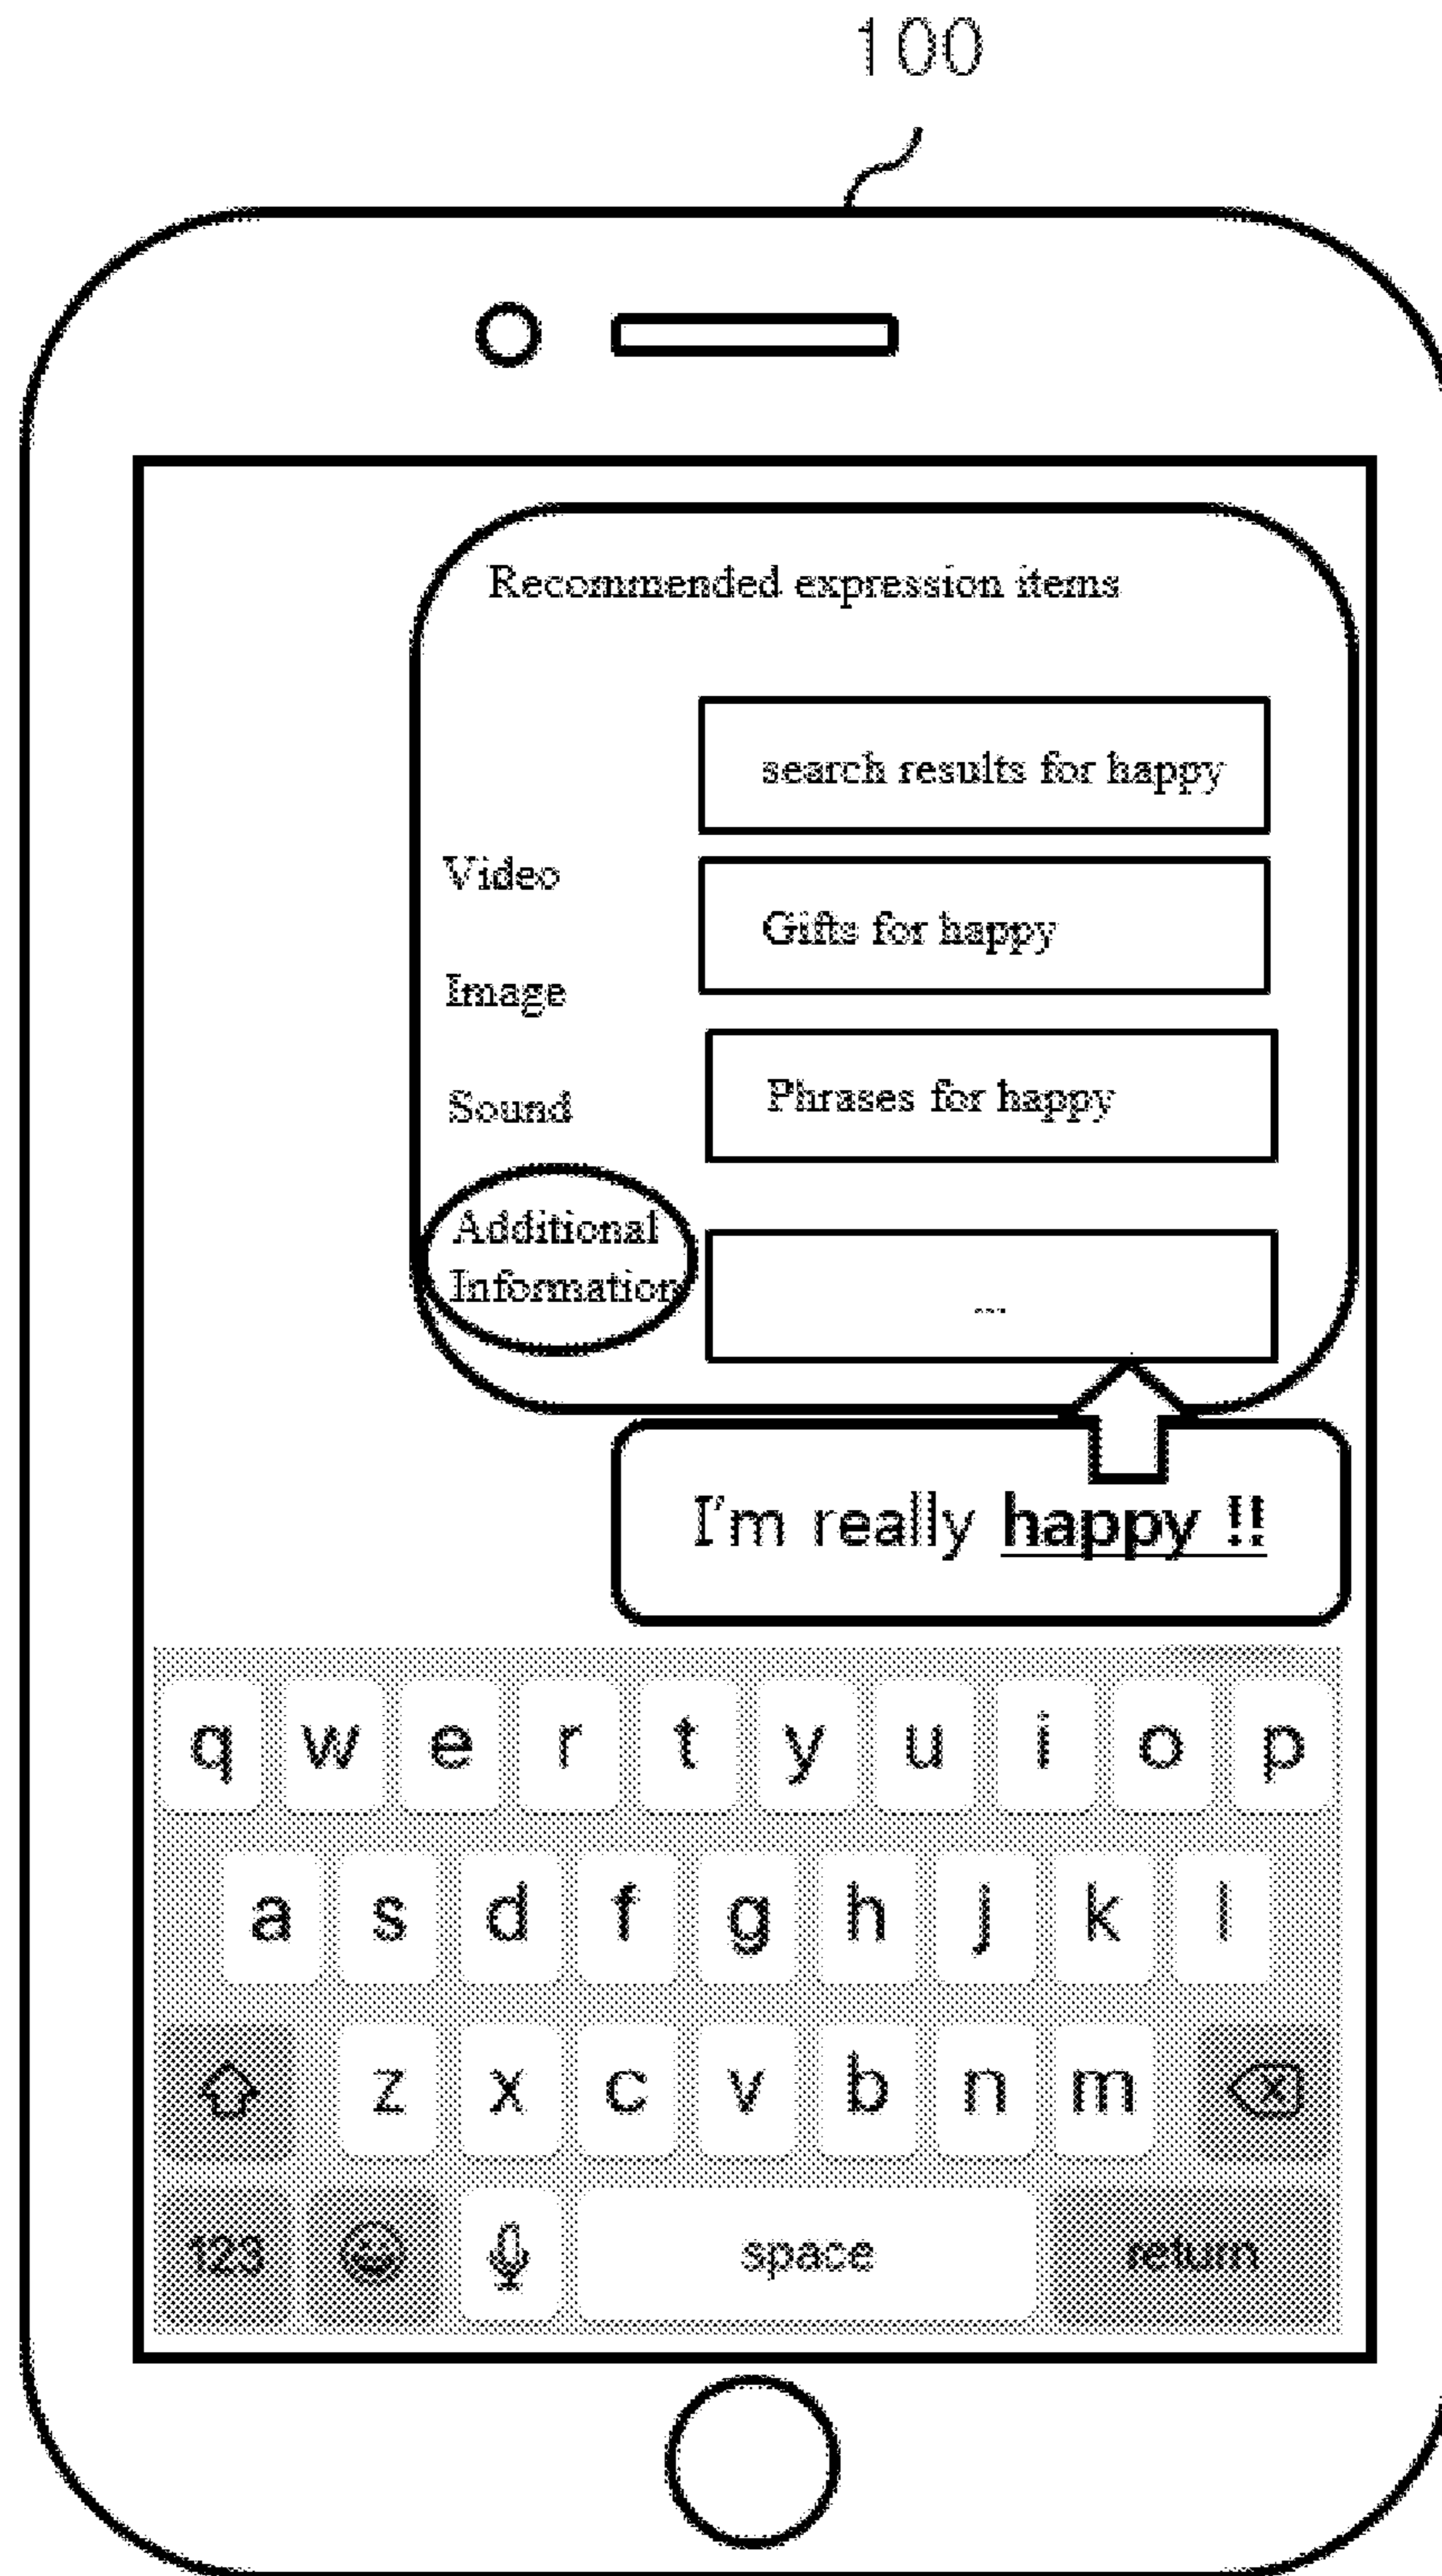 100
Recommended expression items
search results for happy
Video
Gifts for happy
Image
Phrases for happy
Sound
Additional
Information
...
I'm really happy !!
q w e r t y u i o p
a s d f g h j k l
z x c v b n m
123 space return